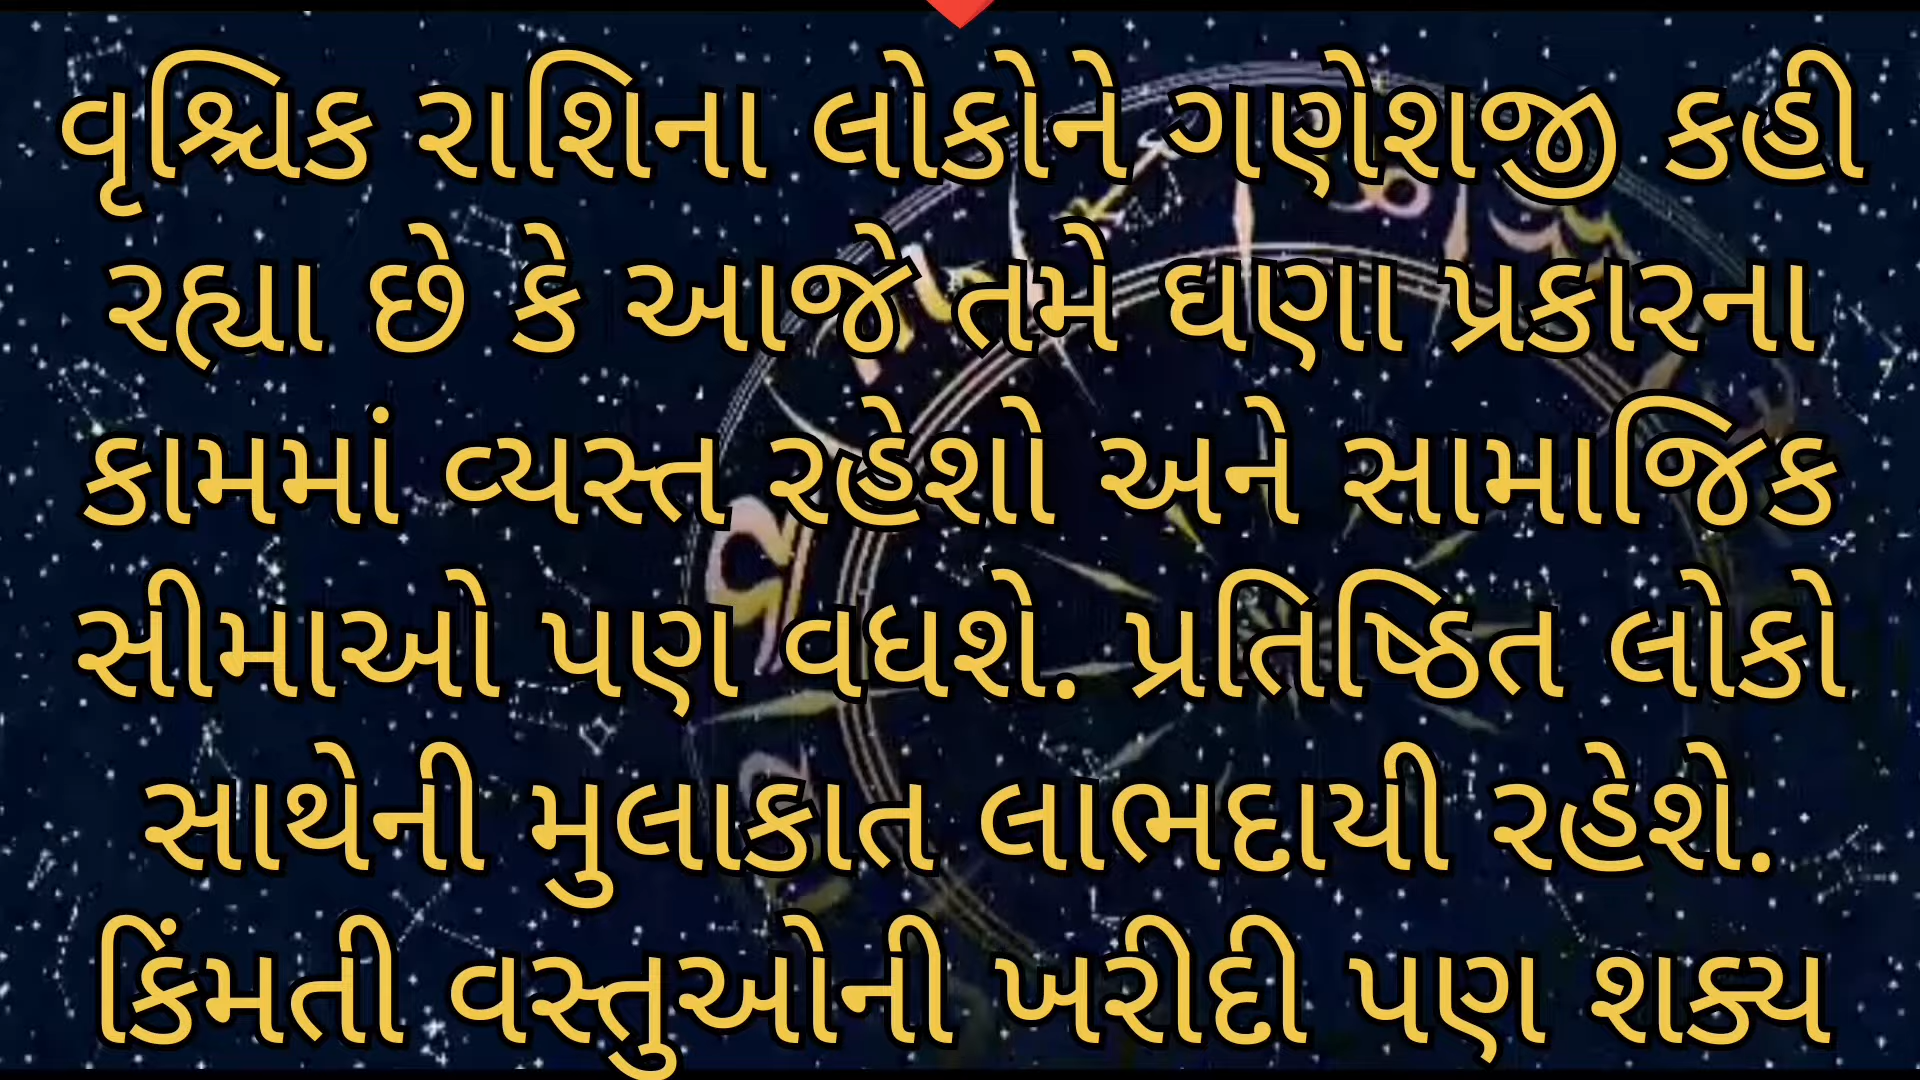 વૃશ્ચિક રાશિના લોકોને ગણેશજી કહી
રહ્યા છે કે આજે તમે ઘણા પ્રકારના
કામમાં વ્યસ્ત રહેશો અને સામાજિક
સીમાઓ પણ વધશે. પ્રતિષ્ઠિત લોકો
સાથેની મુલાકાત લાભદાયી રહેશે.
કિંમતી વસ્તુઓની ખરીદી પણ શક્ય